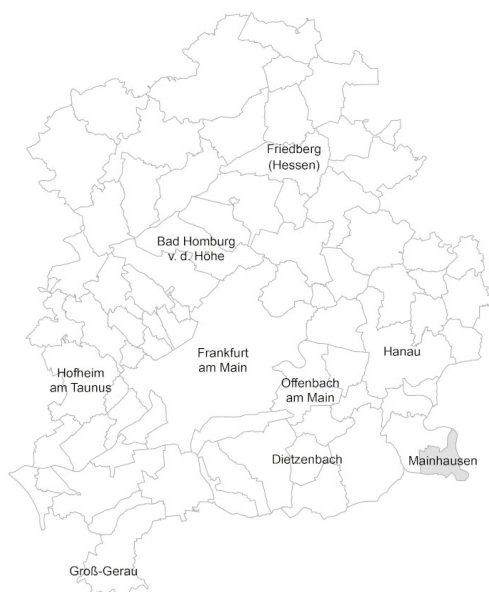 Friedberg
(Hessen)
Bad Homburg
v. d. Höhe
Frankfurt
am Main
Hanau
Hofheim
am Taunus
Offenbach
am Main
Dietzenbach
Mainhausen
Groß-Gerau